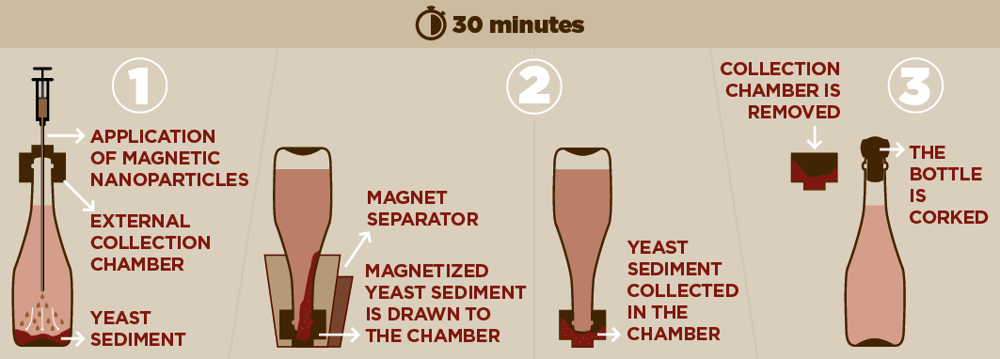 30 minutes
1
APPLICATION
OF MAGNETIC
NANOPARTICLES
EXTERNAL
COLLECTION
CHAMBER
YEAST
SEDIMENT
2
MAGNET
SEPARATOR
MAGNETIZED
YEAST SEDIMENT
IS DRAWN TO
THE CHAMBER
YEAST
SEDIMENT
COLLECTED
IN THE
CHAMBER
COLLECTION
CHAMBER IS
REMOVED
3
THE
BOTTLE
IS
CORKED